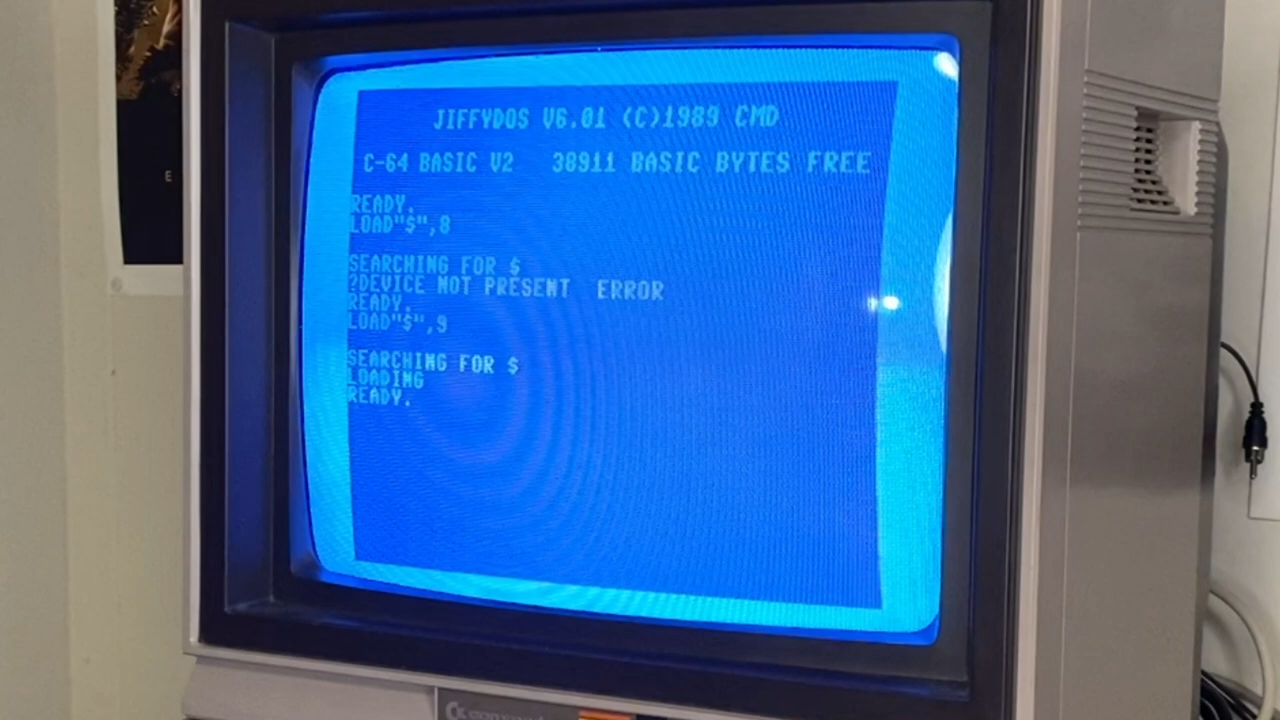 JIFFYDOS V6.01 (C)1989 CMD
C-64 BASIC V2   38911 BASIC BYTES FREE
READY.
LOAD"$",8
SEARCHING FOR $
?DEVICE NOT PRESENT  ERROR
READY.
LOAD"$",9
SEARCHING FOR $
LOADING
READY.
E